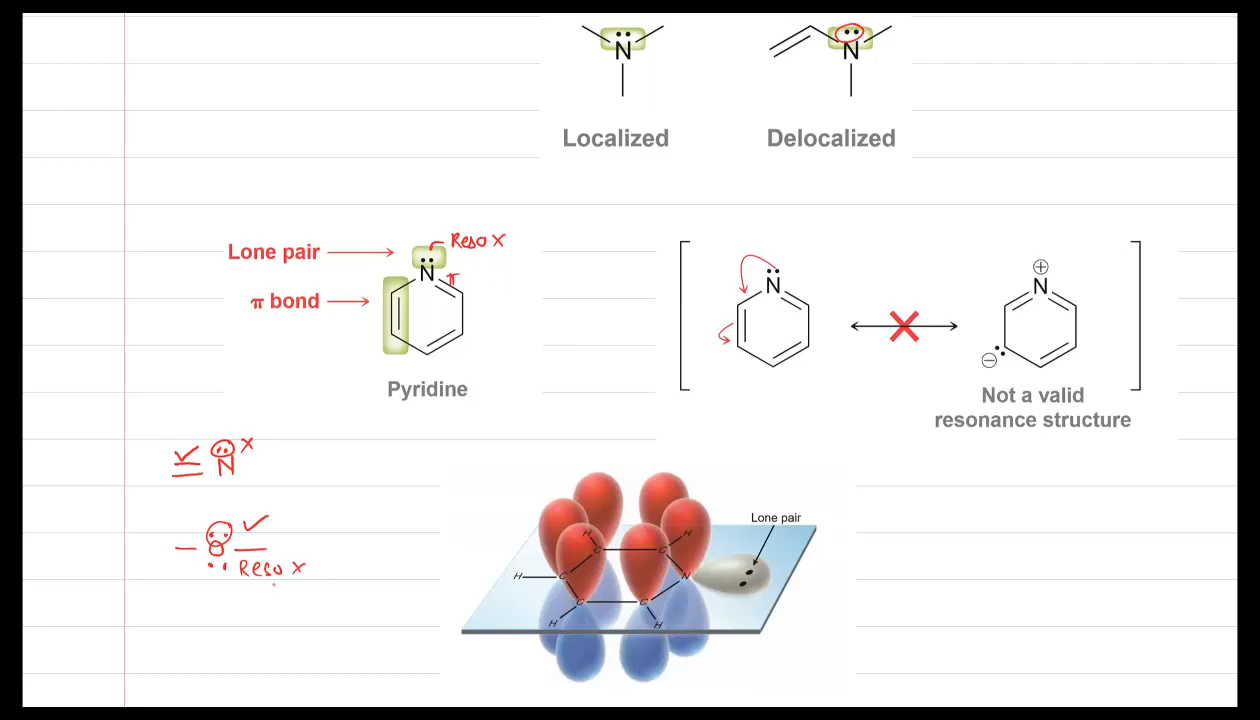 N
N
Localized
Delocalized
Lone pair
Reso X
N
π
π bond
Pyridine
N
N
⊕
⊖
Not a valid
resonance structure
N X
O
Reso X
Lone pair
H
H
C
C
H
C
N
C
C
H
H